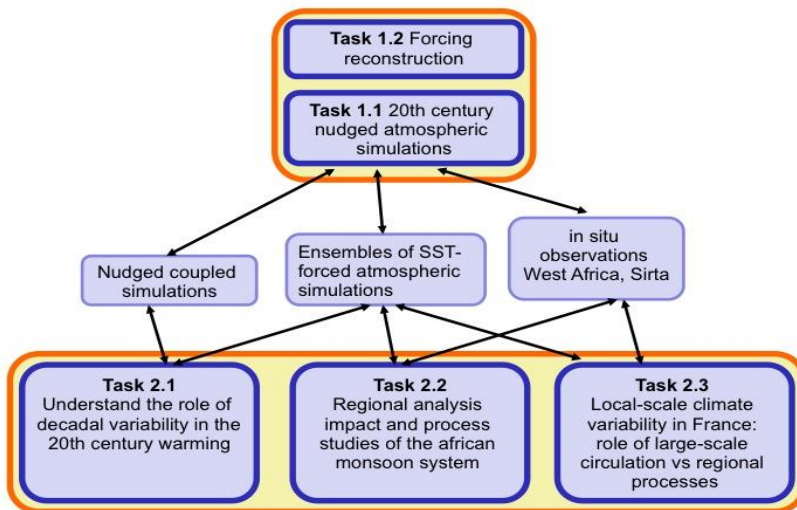 Task 1.2 Forcing
reconstruction
Task 1.1 20th century
nudged atmospheric
simulations
Nudged coupled
simulations
Ensembles of SST-
forced atmospheric
simulations
in situ
observations
West Africa, Sirta
Task 2.1
Understand the role of
decadal variability in the
20th century warming
Task 2.2
Regional analysis
impact and process
studies of the african
monsoon system
Task 2.3
Local-scale climate
variability in France:
role of large-scale
circulation vs regional
processes